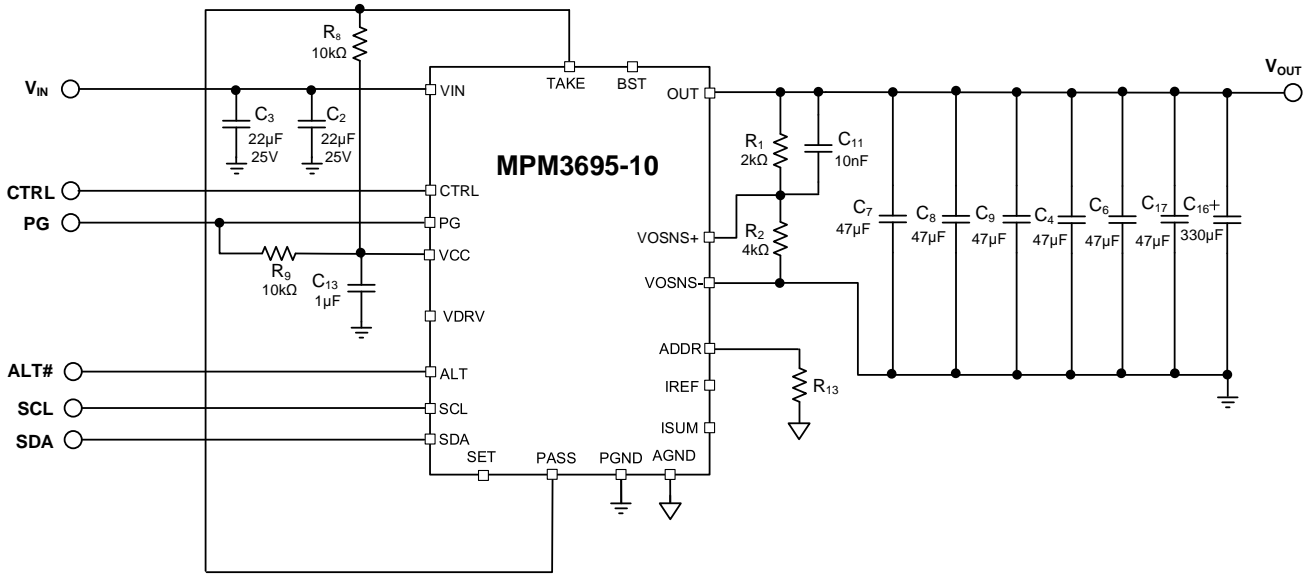 R8
10kΩ
VIN
C3
22µF
25V
C2
22µF
25V
CTRL
PG
R9
10kΩ
C13
1µF
ALT#
SCL
SDA
MPM3695-10
TAKE
BST
VIN
CTRL
PG
VCC
VDRV
ALT
SCL
SDA
SET
PASS
PGND
AGND
OUT
VOSNS+
VOSNS-
ADDR
IREF
ISUM
R1
2kΩ
C11
10nF
R2
4kΩ
R13
C7
47µF
C8
47µF
C9
47µF
C4
47µF
C6
47µF
C17
47µF
C16+
330µF
VOUT